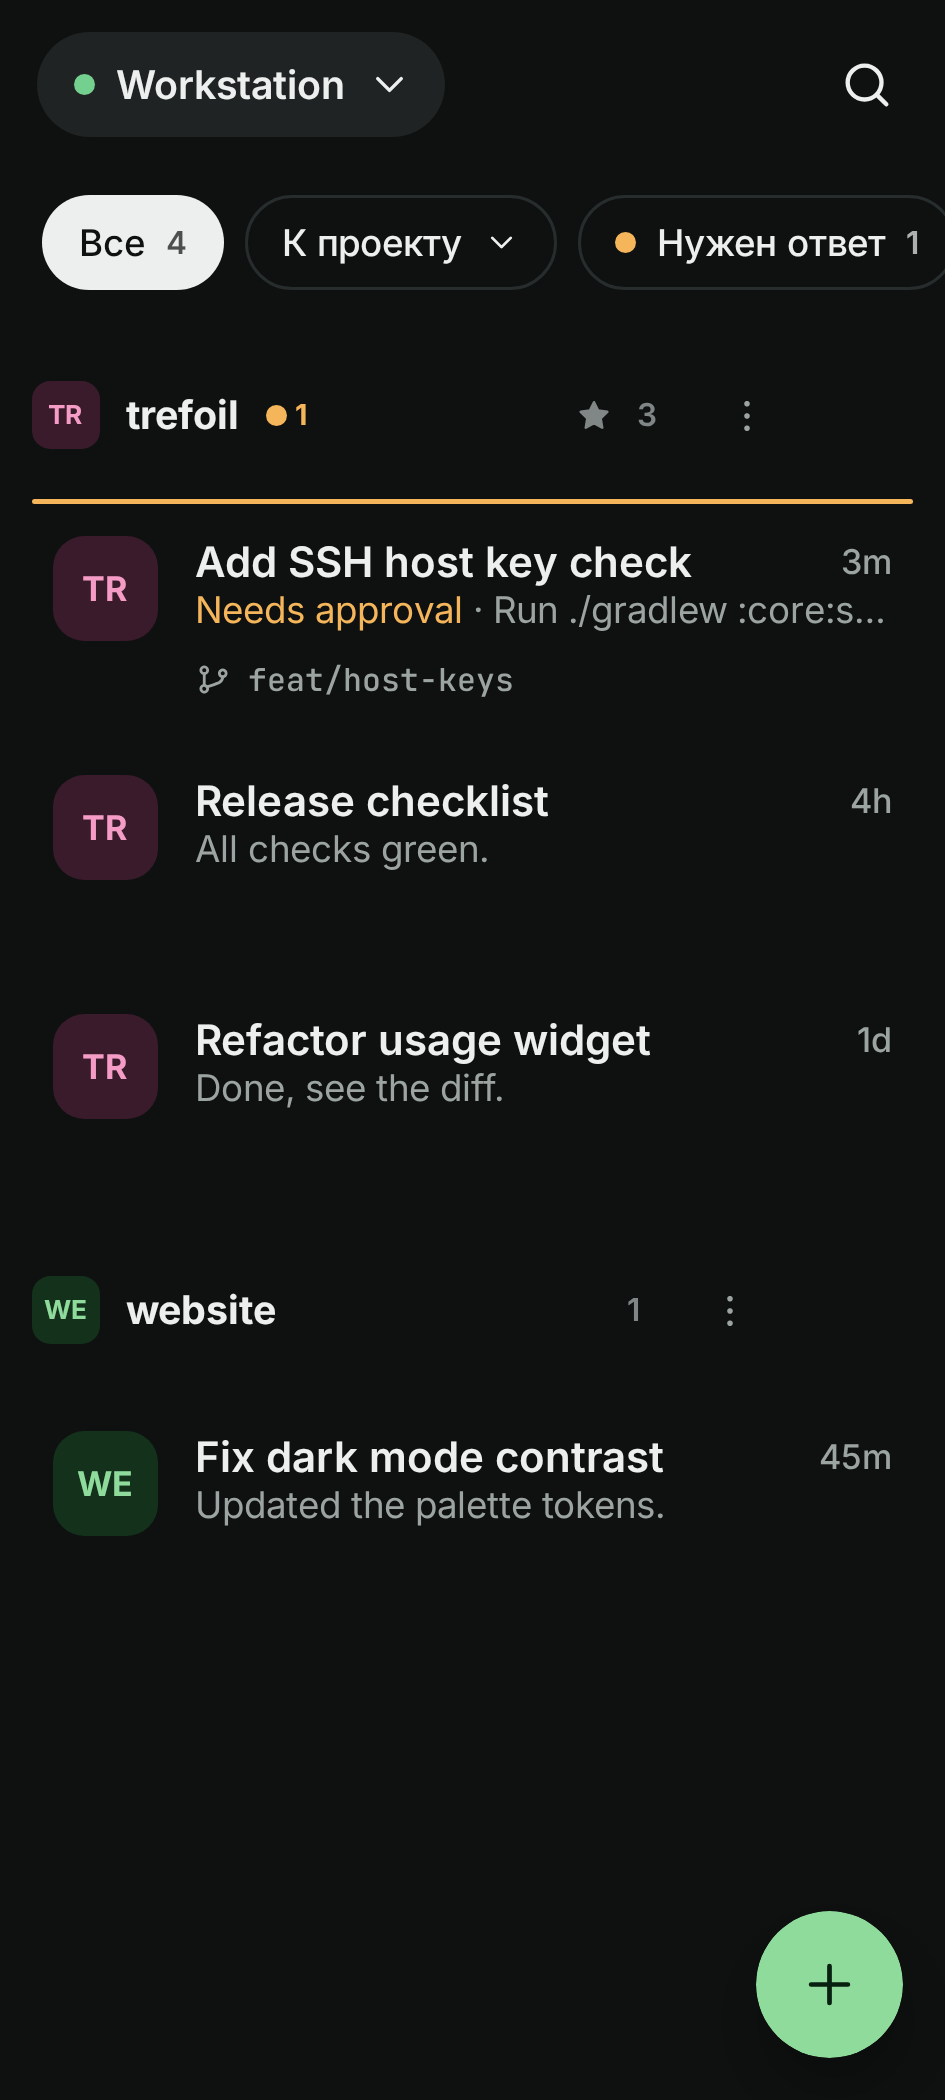 Workstation
Все 4 К проекту Нужен ответ 1
TR trefoil 1 3
TR Add SSH host key check 3m
Needs approval · Run ./gradlew :core:s...
feat/host-keys
TR Release checklist 4h
All checks green.
TR Refactor usage widget 1d
Done, see the diff.
WE website 1
WE Fix dark mode contrast 45m
Updated the palette tokens.